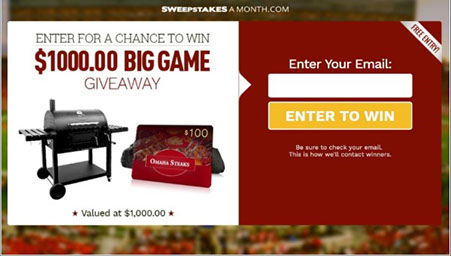 SWEEPSTAKES A MONTH.COM
FREE ENTRY!
ENTER FOR A CHANCE TO WIN
$1000.00 BIG GAME
GIVEAWAY
$100
OMAHA STEAKS
★ Valued at $1,000.00 ★
Enter Your Email:
ENTER TO WIN
Be sure to check your email.
This is how we'll contact winners.